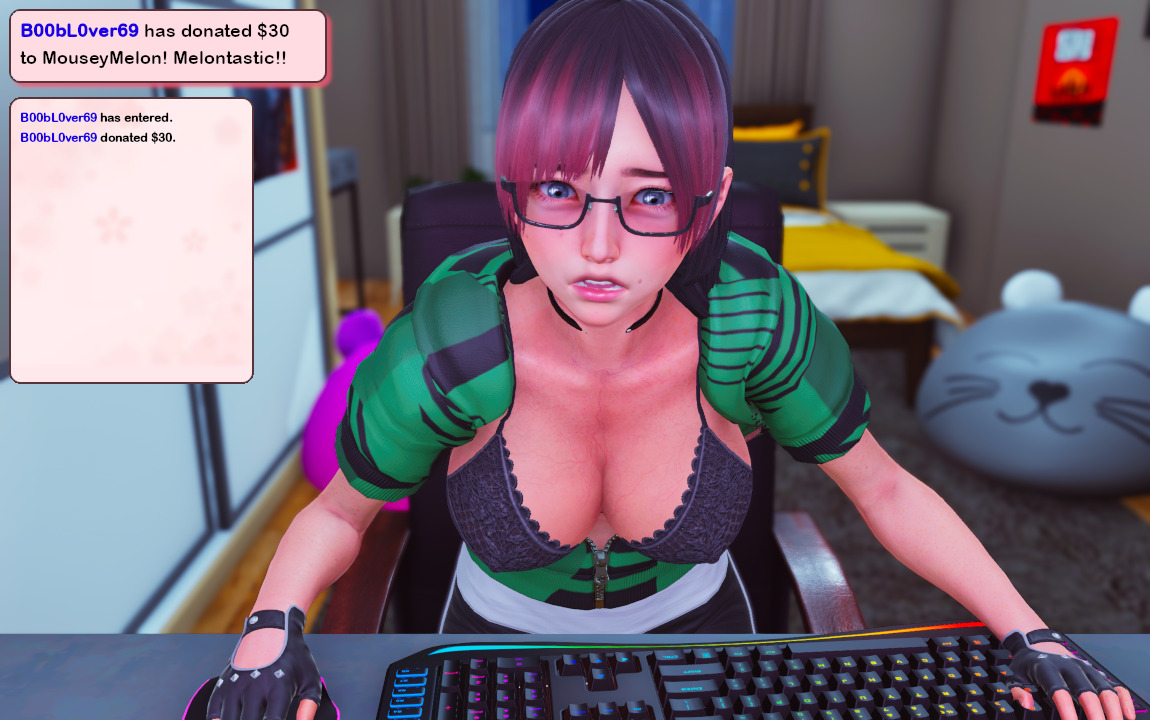 B00bL0ver69 has donated $30
to MouseyMelon! Melontastic!!
B00bL0ver69 has entered.
B00bL0ver69 donated $30.